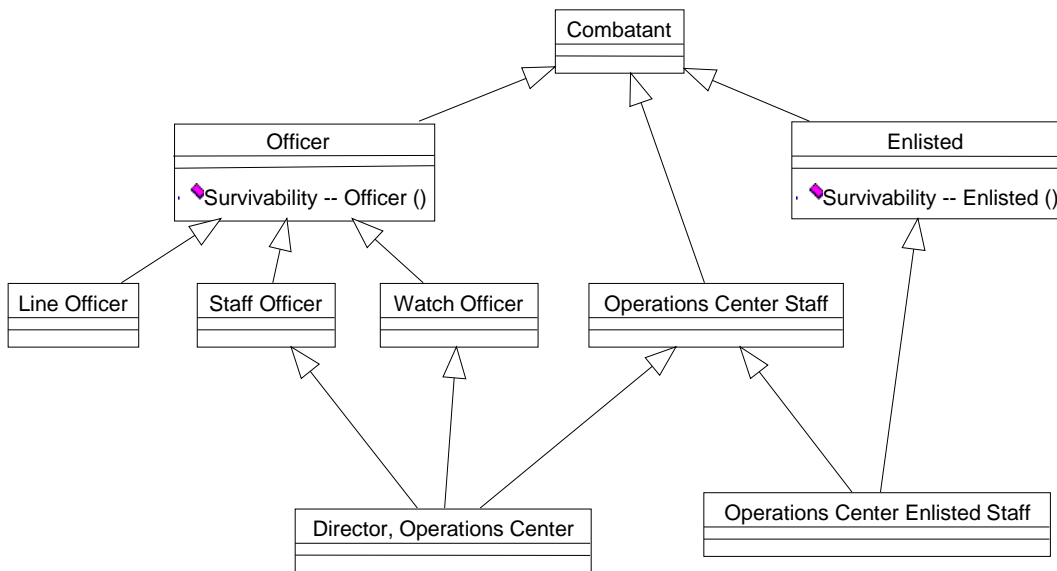 Combatant
Officer
Enlisted
Survivability -- Officer ()
Survivability -- Enlisted ()
Line Officer
Staff Officer
Watch Officer
Operations Center Staff
Director, Operations Center
Operations Center Enlisted Staff